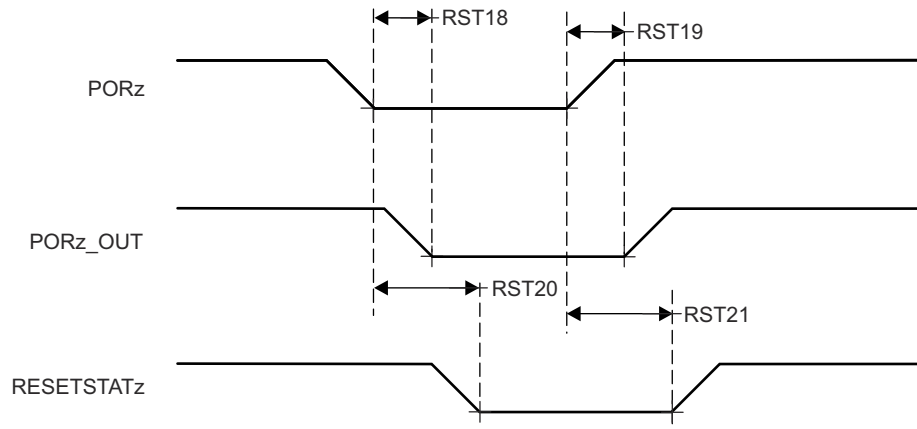 RST18
RST19
PORz
PORz_OUT
RST20
RST21
RESETSTATz